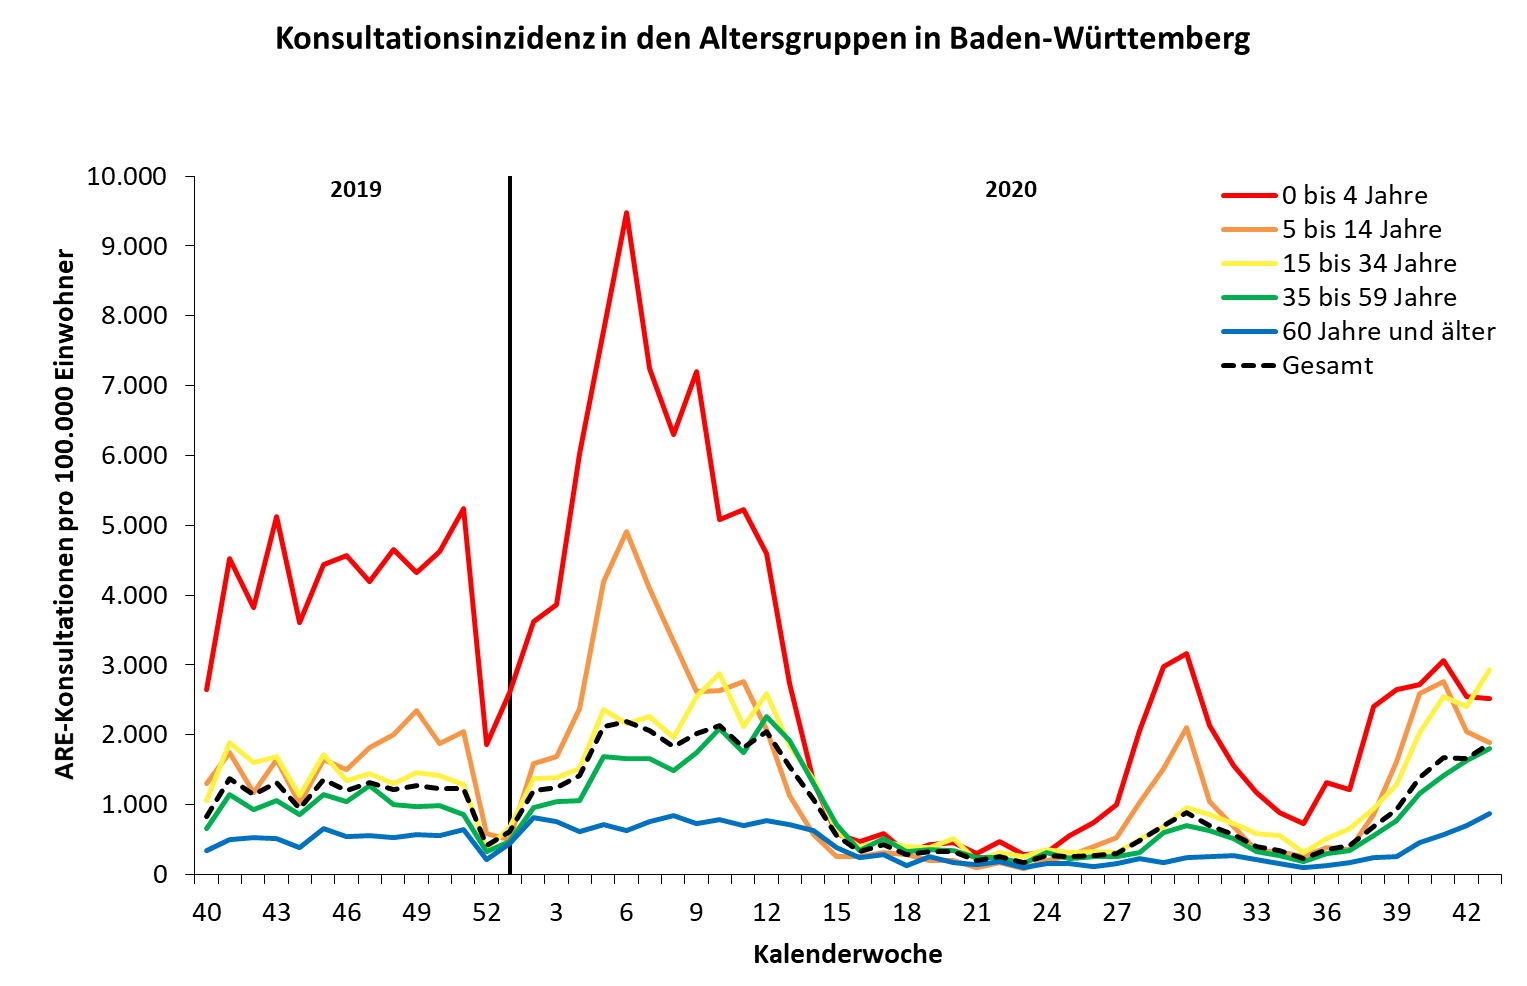 Konsultationsinzidenz in den Altersgruppen in Baden-Württemberg
ARE-Konsultationen pro 100.000 Einwohner
10.000
9.000
8.000
7.000
6.000
5.000
4.000
3.000
2.000
1.000
0
2019
2020
0 bis 4 Jahre
5 bis 14 Jahre
15 bis 34 Jahre
35 bis 59 Jahre
60 Jahre und älter
Gesamt
40 43 46 49 52 3 6 9 12 15 18 21 24 27 30 33 36 39 42
Kalenderwoche